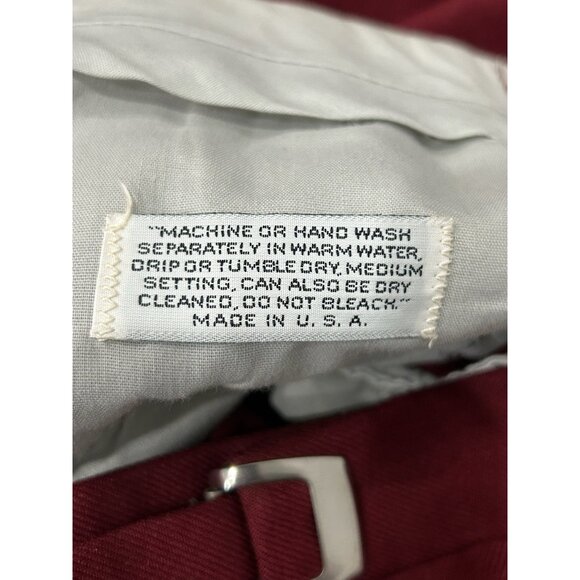 "MACHINE OR HAND WASH
SEPARATELY IN WARM WATER,
DRIP OR TUMBLE DRY, MEDIUM
SETTING, CAN ALSO BE DRY
CLEANED, DO NOT BLEACH."
MADE IN U.S.A.